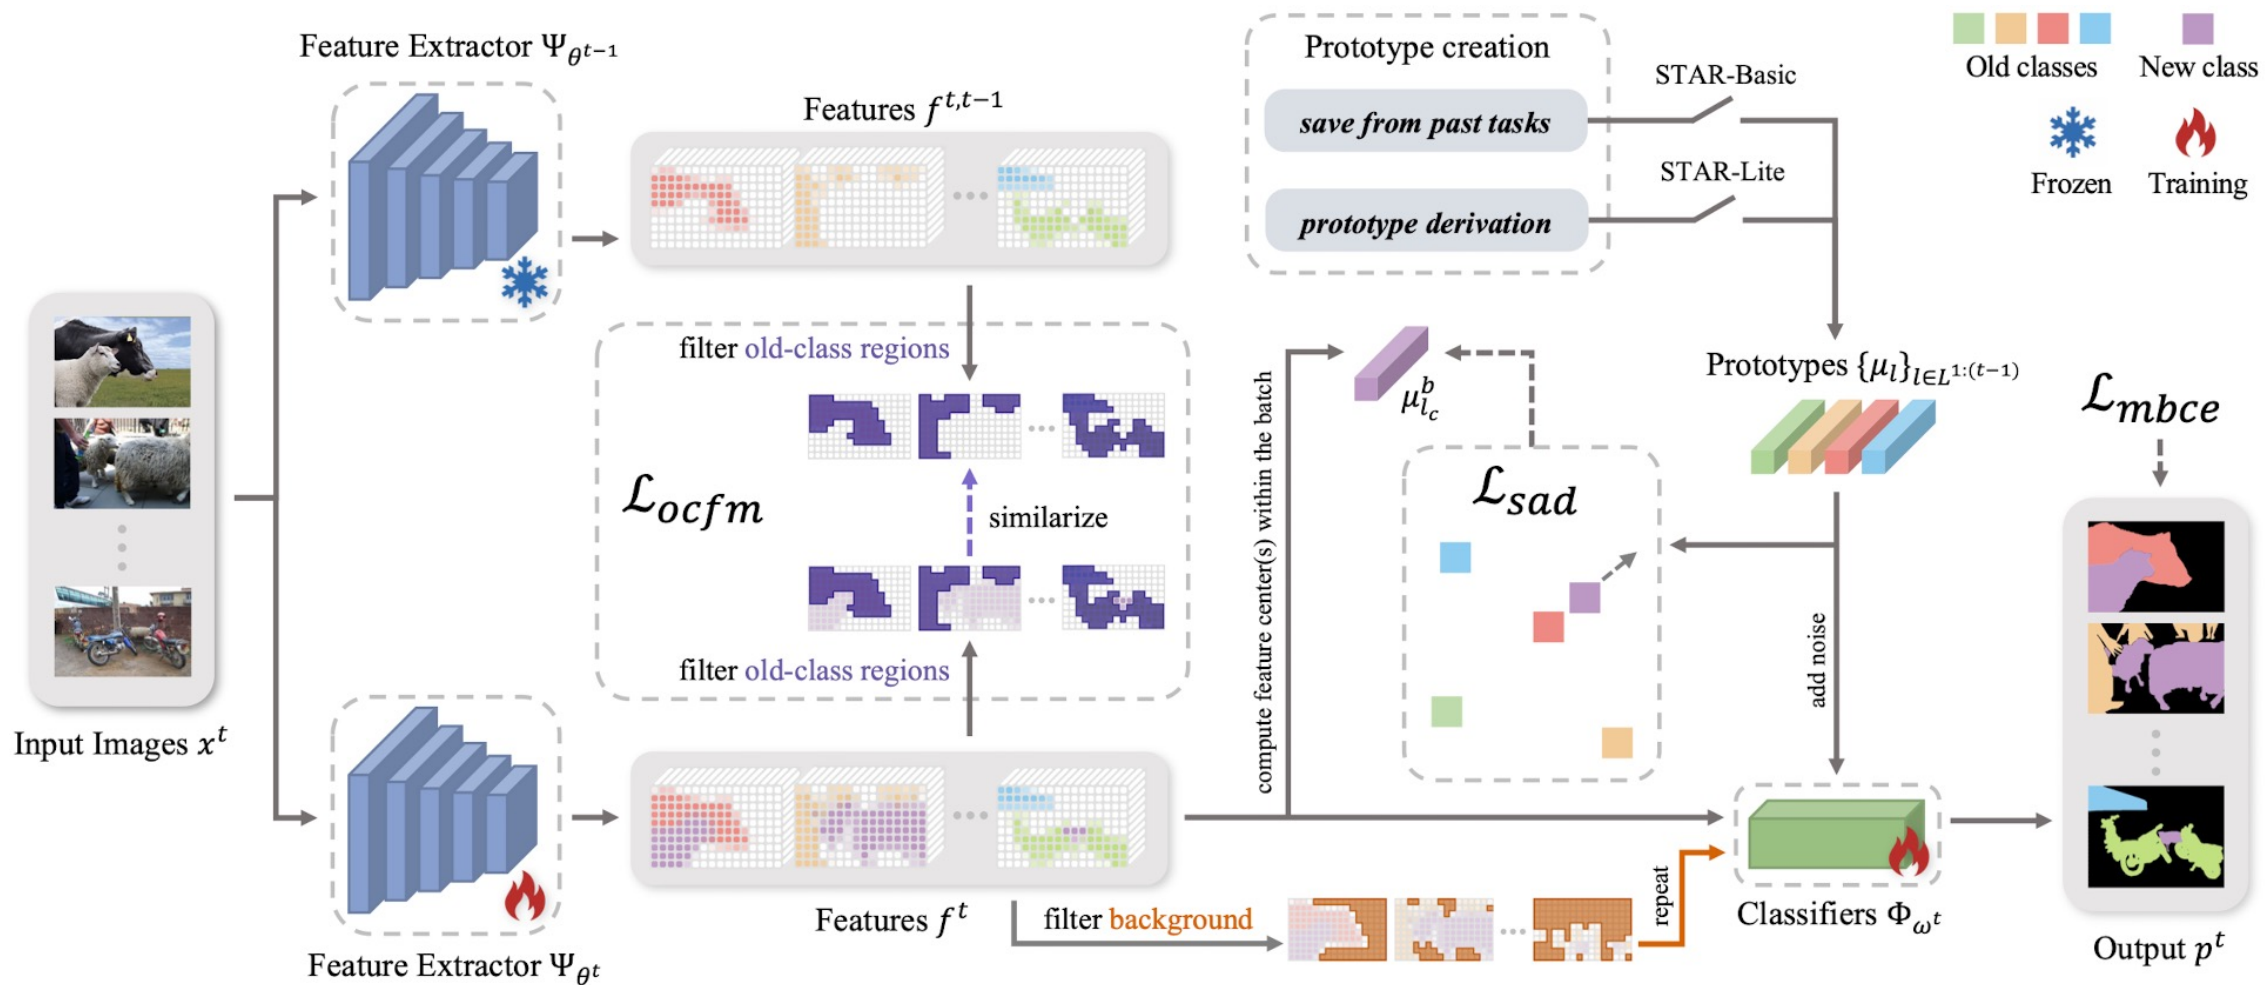 Feature Extractor Ψ_{θ^{t−1}}
Features f^{t,t−1}
Prototype creation
save from past tasks
prototype derivation
STAR-Basic
STAR-Lite
Old classes
New class
Frozen
Training
filter old-class regions
ℒ_{ocfm}
similarize
filter old-class regions
Input Images x^t
compute feature center(s) within the batch
μ^b_{l_c}
ℒ_{sad}
Prototypes {μ_l}_{l∈L^{1:(t−1)}}
add noise
ℒ_{mbce}
Feature Extractor Ψ_{θ^t}
Features f^t
filter background
repeat
Classifiers Φ_{ω^t}
Output p^t